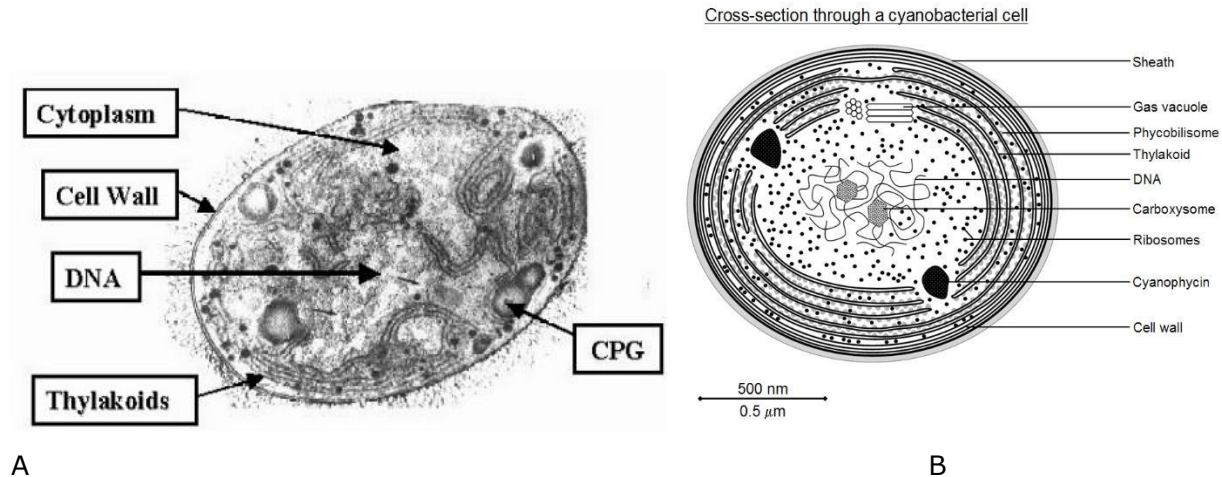 Cross-section through a cyanobacterial cell
Cytoplasm
Cell Wall
DNA
Thylakoids
CPG
Sheath
Gas vacuole
Phycobilisome
Thylakoid
DNA
Carboxysome
Ribosomes
Cyanophycin
Cell wall
500 nm
0.5 μm
A
B